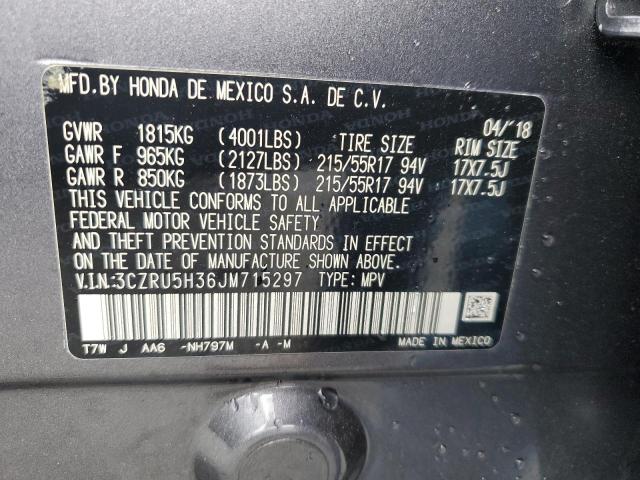 MFD.BY HONDA DE MEXICO S.A. DE C.V.
04/18
GVWR 1815KG (4001LBS) TIRE SIZE RIM SIZE
GAWR F 965KG (2127LBS) 215/55R17 94V 17X7.5J
GAWR R 850KG (1873LBS) 215/55R17 94V 17X7.5J
THIS VEHICLE CONFORMS TO ALL APPLICABLE
FEDERAL MOTOR VEHICLE SAFETY
AND THEFT PREVENTION STANDARDS IN EFFECT
ON THE DATE OF MANUFACTURE SHOWN ABOVE.
V.I.N.:3CZRU5H36JM715297 TYPE: MPV
T7W J AA6 -NH797M -A -M MADE IN MEXICO